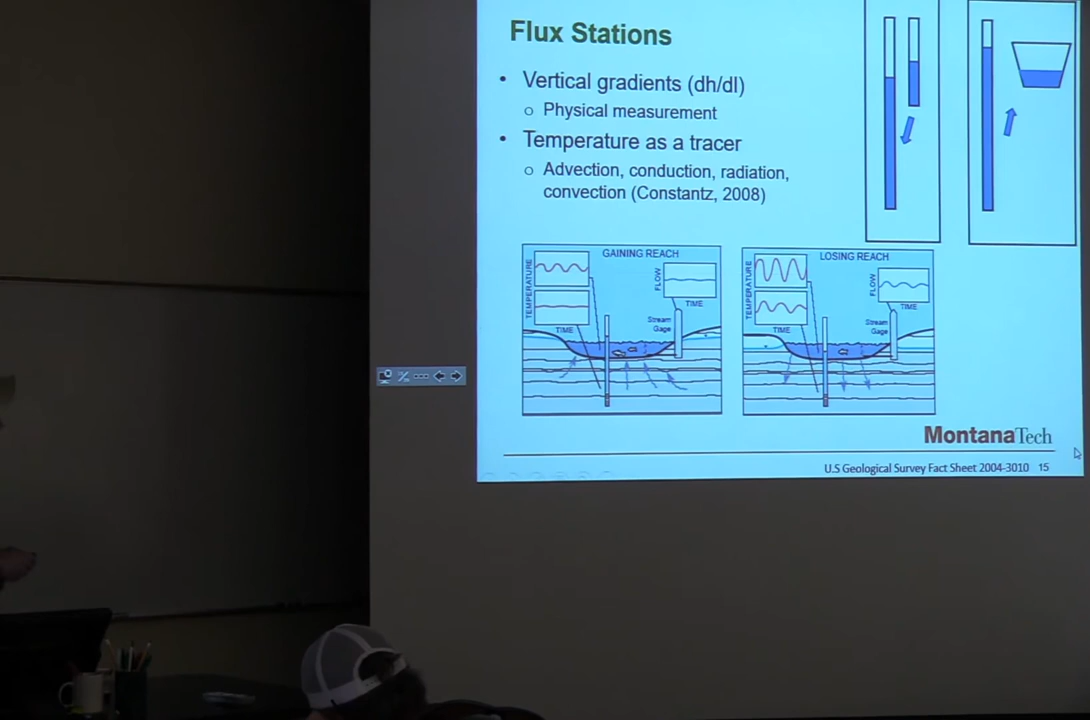 Flux Stations
• Vertical gradients (dh/dl)
o Physical measurement
• Temperature as a tracer
o Advection, conduction, radiation,
convection (Constantz, 2008)
GAINING REACH
TEMPERATURE
TIME
FLOW
TIME
Stream
Gage
LOSING REACH
TEMPERATURE
TIME
FLOW
TIME
Stream
Gage
MontanaTech
U.S Geological Survey Fact Sheet 2004-3010 15